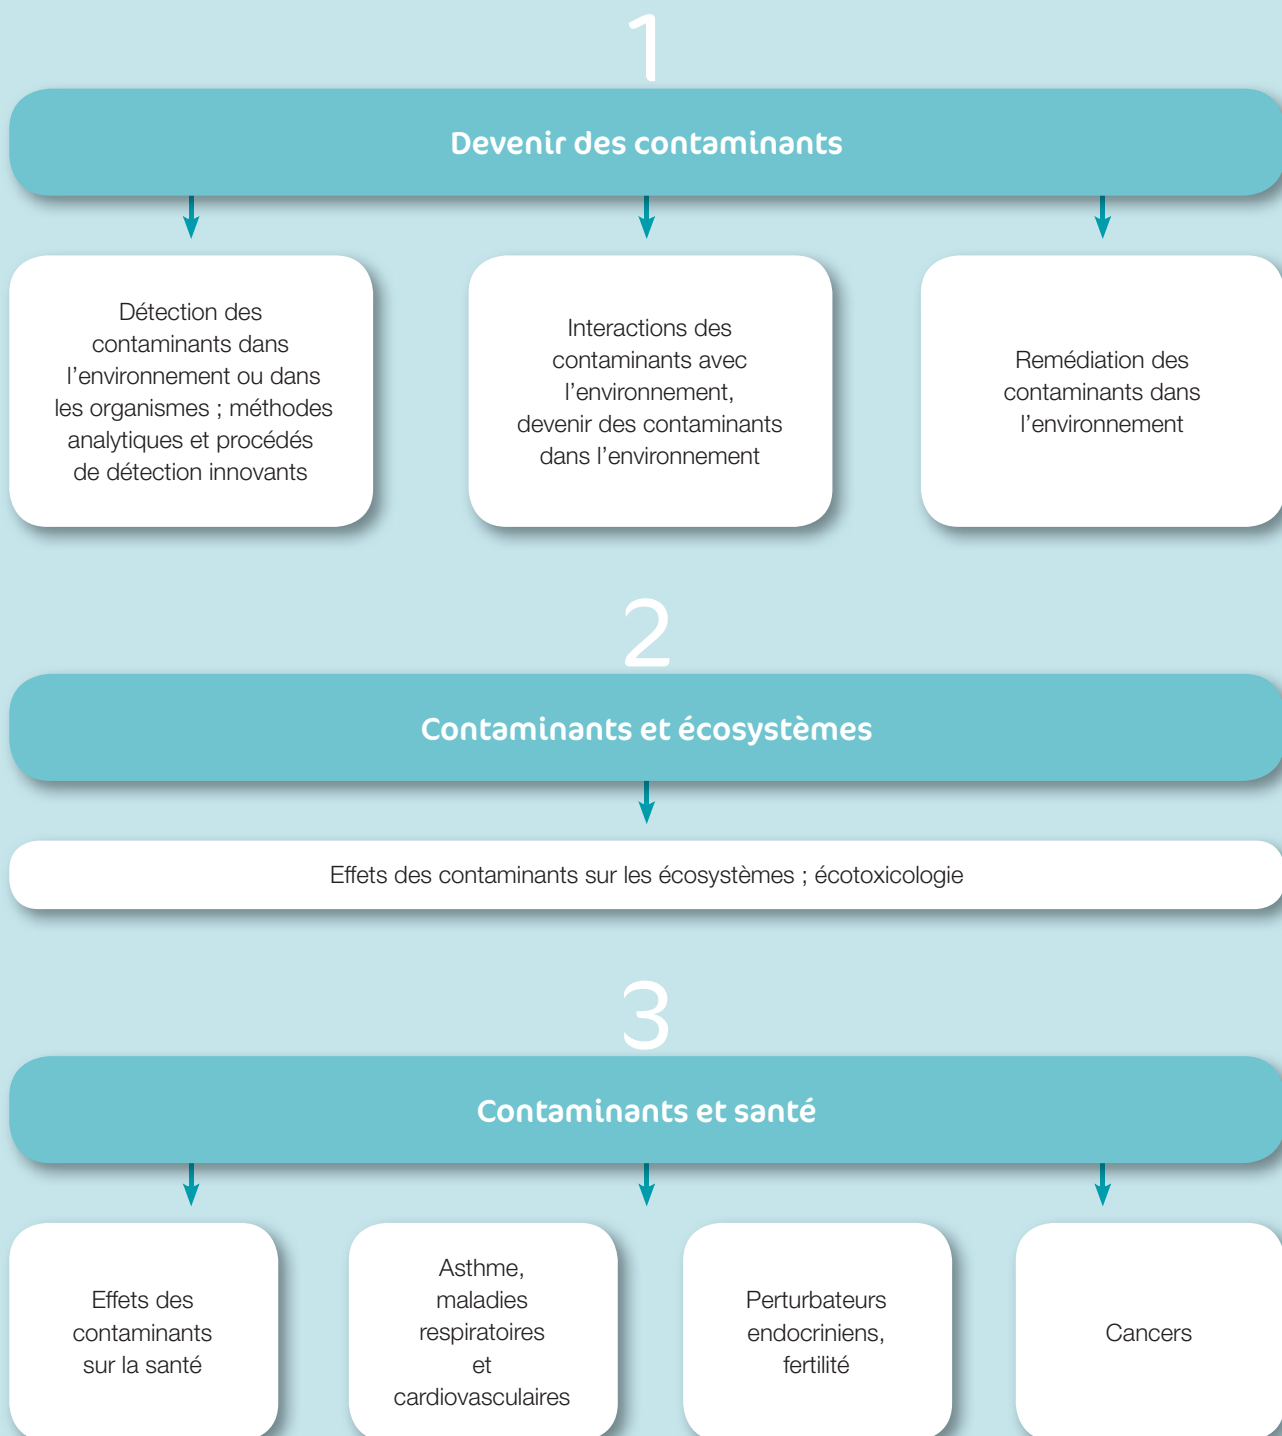 1
Devenir des contaminants
Détection des
contaminants dans
l’environnement ou dans
les organismes ; méthodes
analytiques et procédés
de détection innovants
Interactions des
contaminants avec
l’environnement,
devenir des contaminants
dans l’environnement
Remédiation des
contaminants dans
l’environnement
2
Contaminants et écosystèmes
Effets des contaminants sur les écosystèmes ; écotoxicologie
3
Contaminants et santé
Effets des
contaminants
sur la santé
Asthme,
maladies
respiratoires
et
cardiovasculaires
Perturbateurs
endocriniens,
fertilité
Cancers